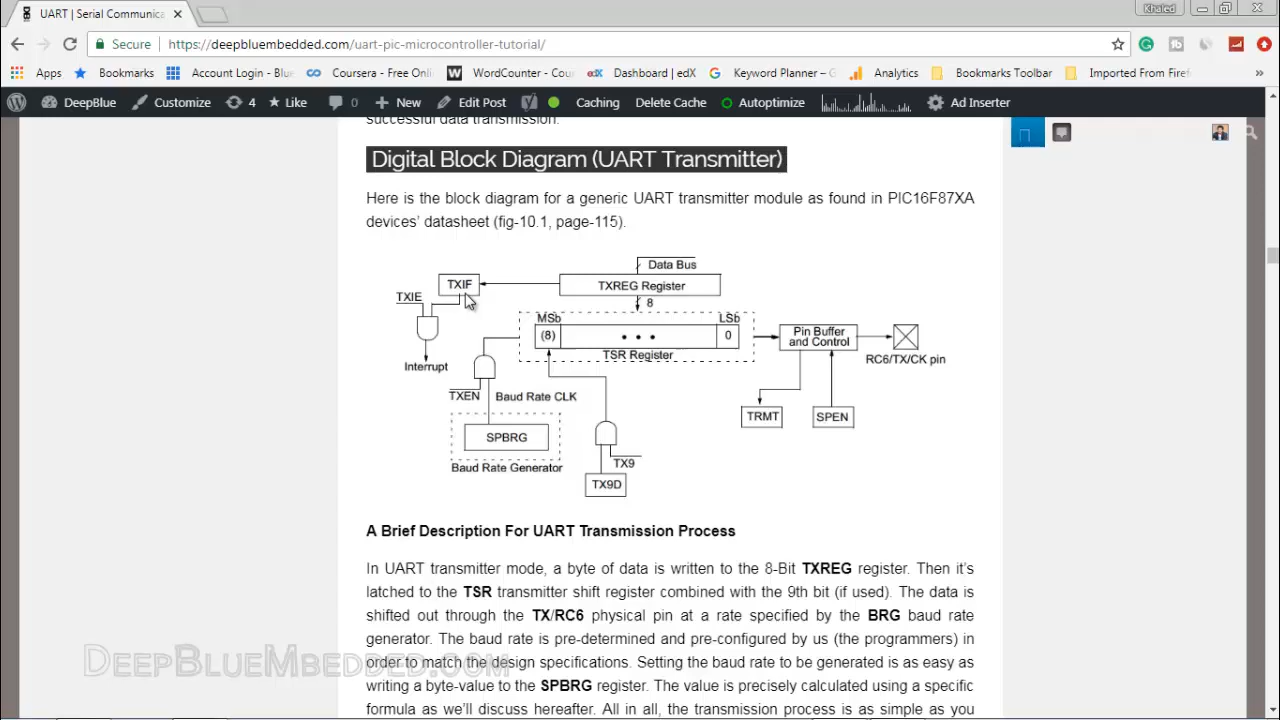 UART | Serial Communica
Khaled
Secure
https://deepbluembedded.com/uart-pic-microcontroller-tutorial/
Apps Bookmarks Account Login - Blue Coursera - Free Onli WordCounter - Cou Dashboard | edX Keyword Planner – G Analytics Bookmarks Toolbar Imported From Firef »
DeepBlue Customize 4 Like 0 New Edit Post Caching Delete Cache Autoptimize Ad Inserter
successful data transmission.
Digital Block Diagram (UART Transmitter)
Here is the block diagram for a generic UART transmitter module as found in PIC16F87XA
devices’ datasheet (fig-10.1, page-115).
Data Bus
TXIF
TXREG Register
TXIE
8
MSb
LSb
(8)
• • •
0
TSR Register
Pin Buffer
and Control
RC6/TX/CK pin
Interrupt
TXEN
Baud Rate CLK
TRMT
SPEN
SPBRG
Baud Rate Generator
TX9
TX9D
A Brief Description For UART Transmission Process
In UART transmitter mode, a byte of data is written to the 8-Bit TXREG register. Then it’s
latched to the TSR transmitter shift register combined with the 9th bit (if used). The data is
shifted out through the TX/RC6 physical pin at a rate specified by the BRG baud rate
generator. The baud rate is pre-determined and pre-configured by us (the programmers) in
order to match the design specifications. Setting the baud rate to be generated is as easy as
writing a byte-value to the SPBRG register. The value is precisely calculated using a specific
formula as we’ll discuss hereafter. All in all, the transmission process is as simple as you
DeepBlueMbedded.com